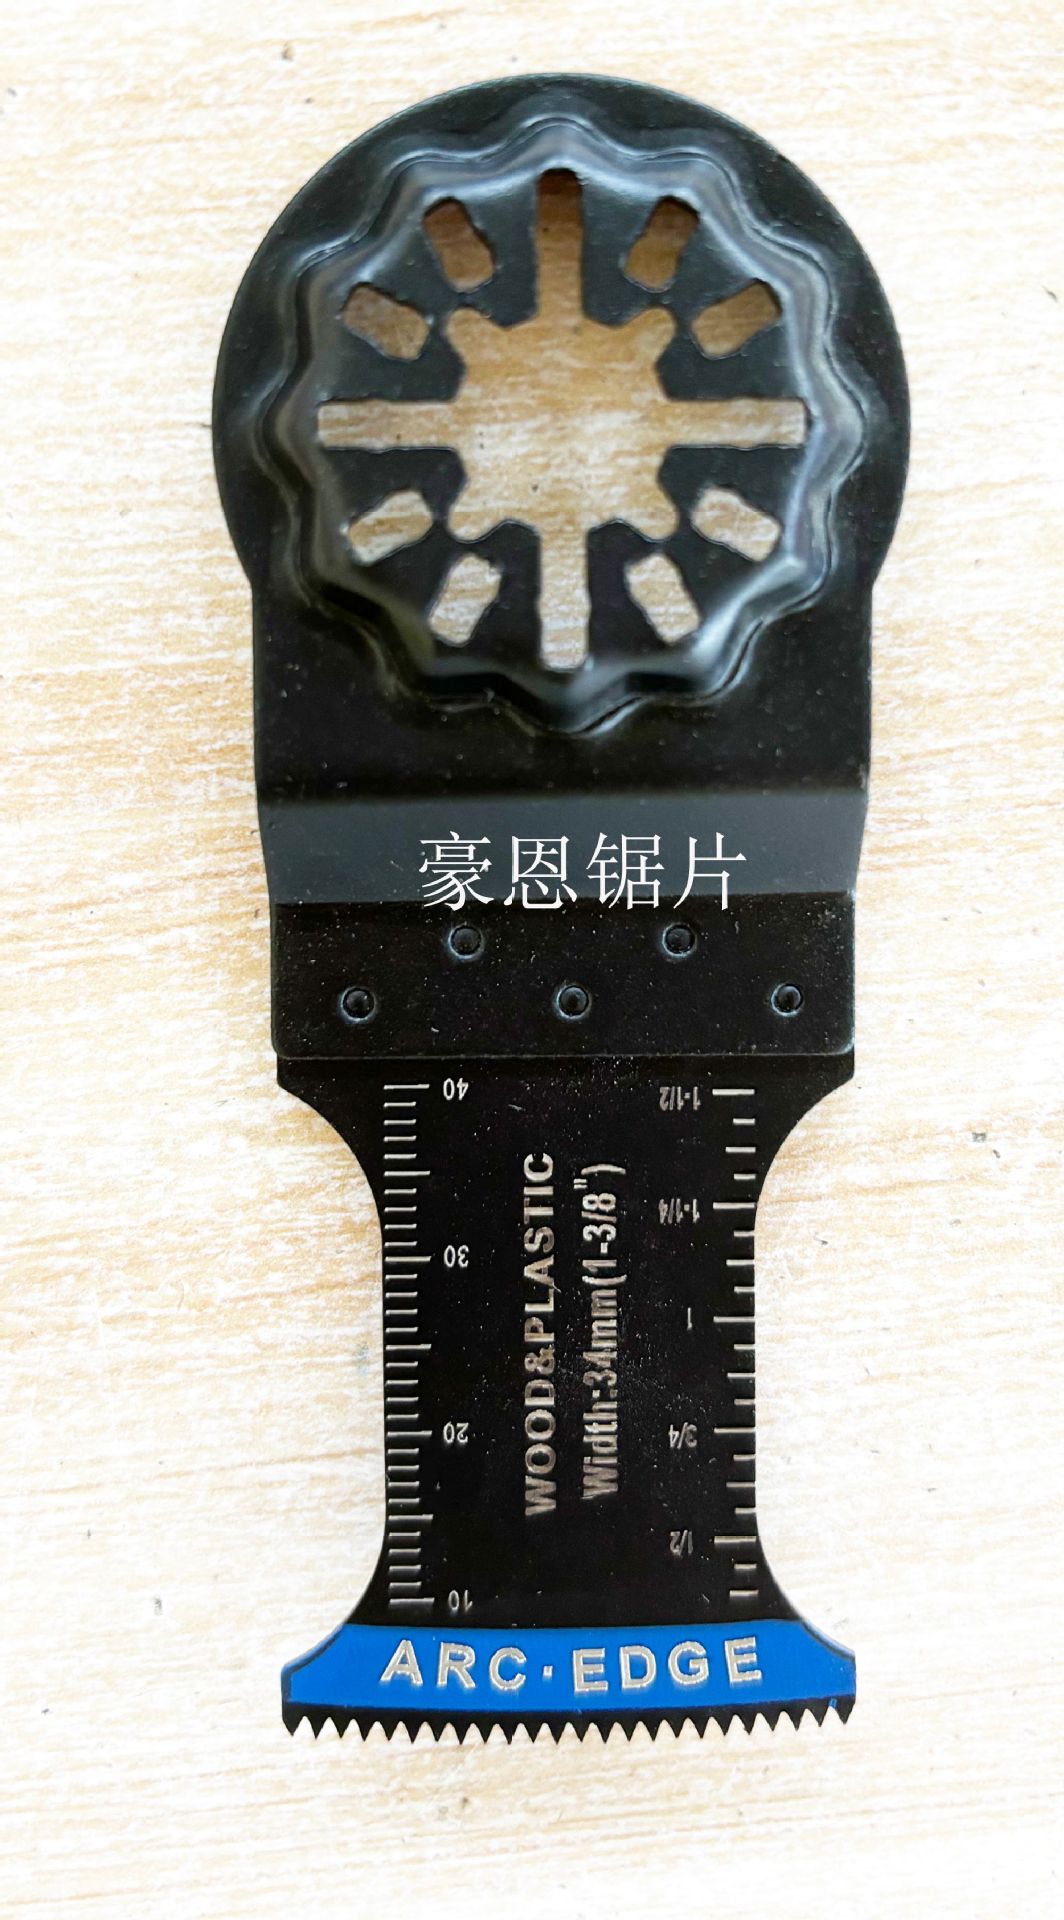 豪恩锯片
40
30
20
10
WOOD&PLASTIC
Width:34mm(1-3/8")
1-1/2
1-1/4
1
3/4
1/2
ARC·EDGE